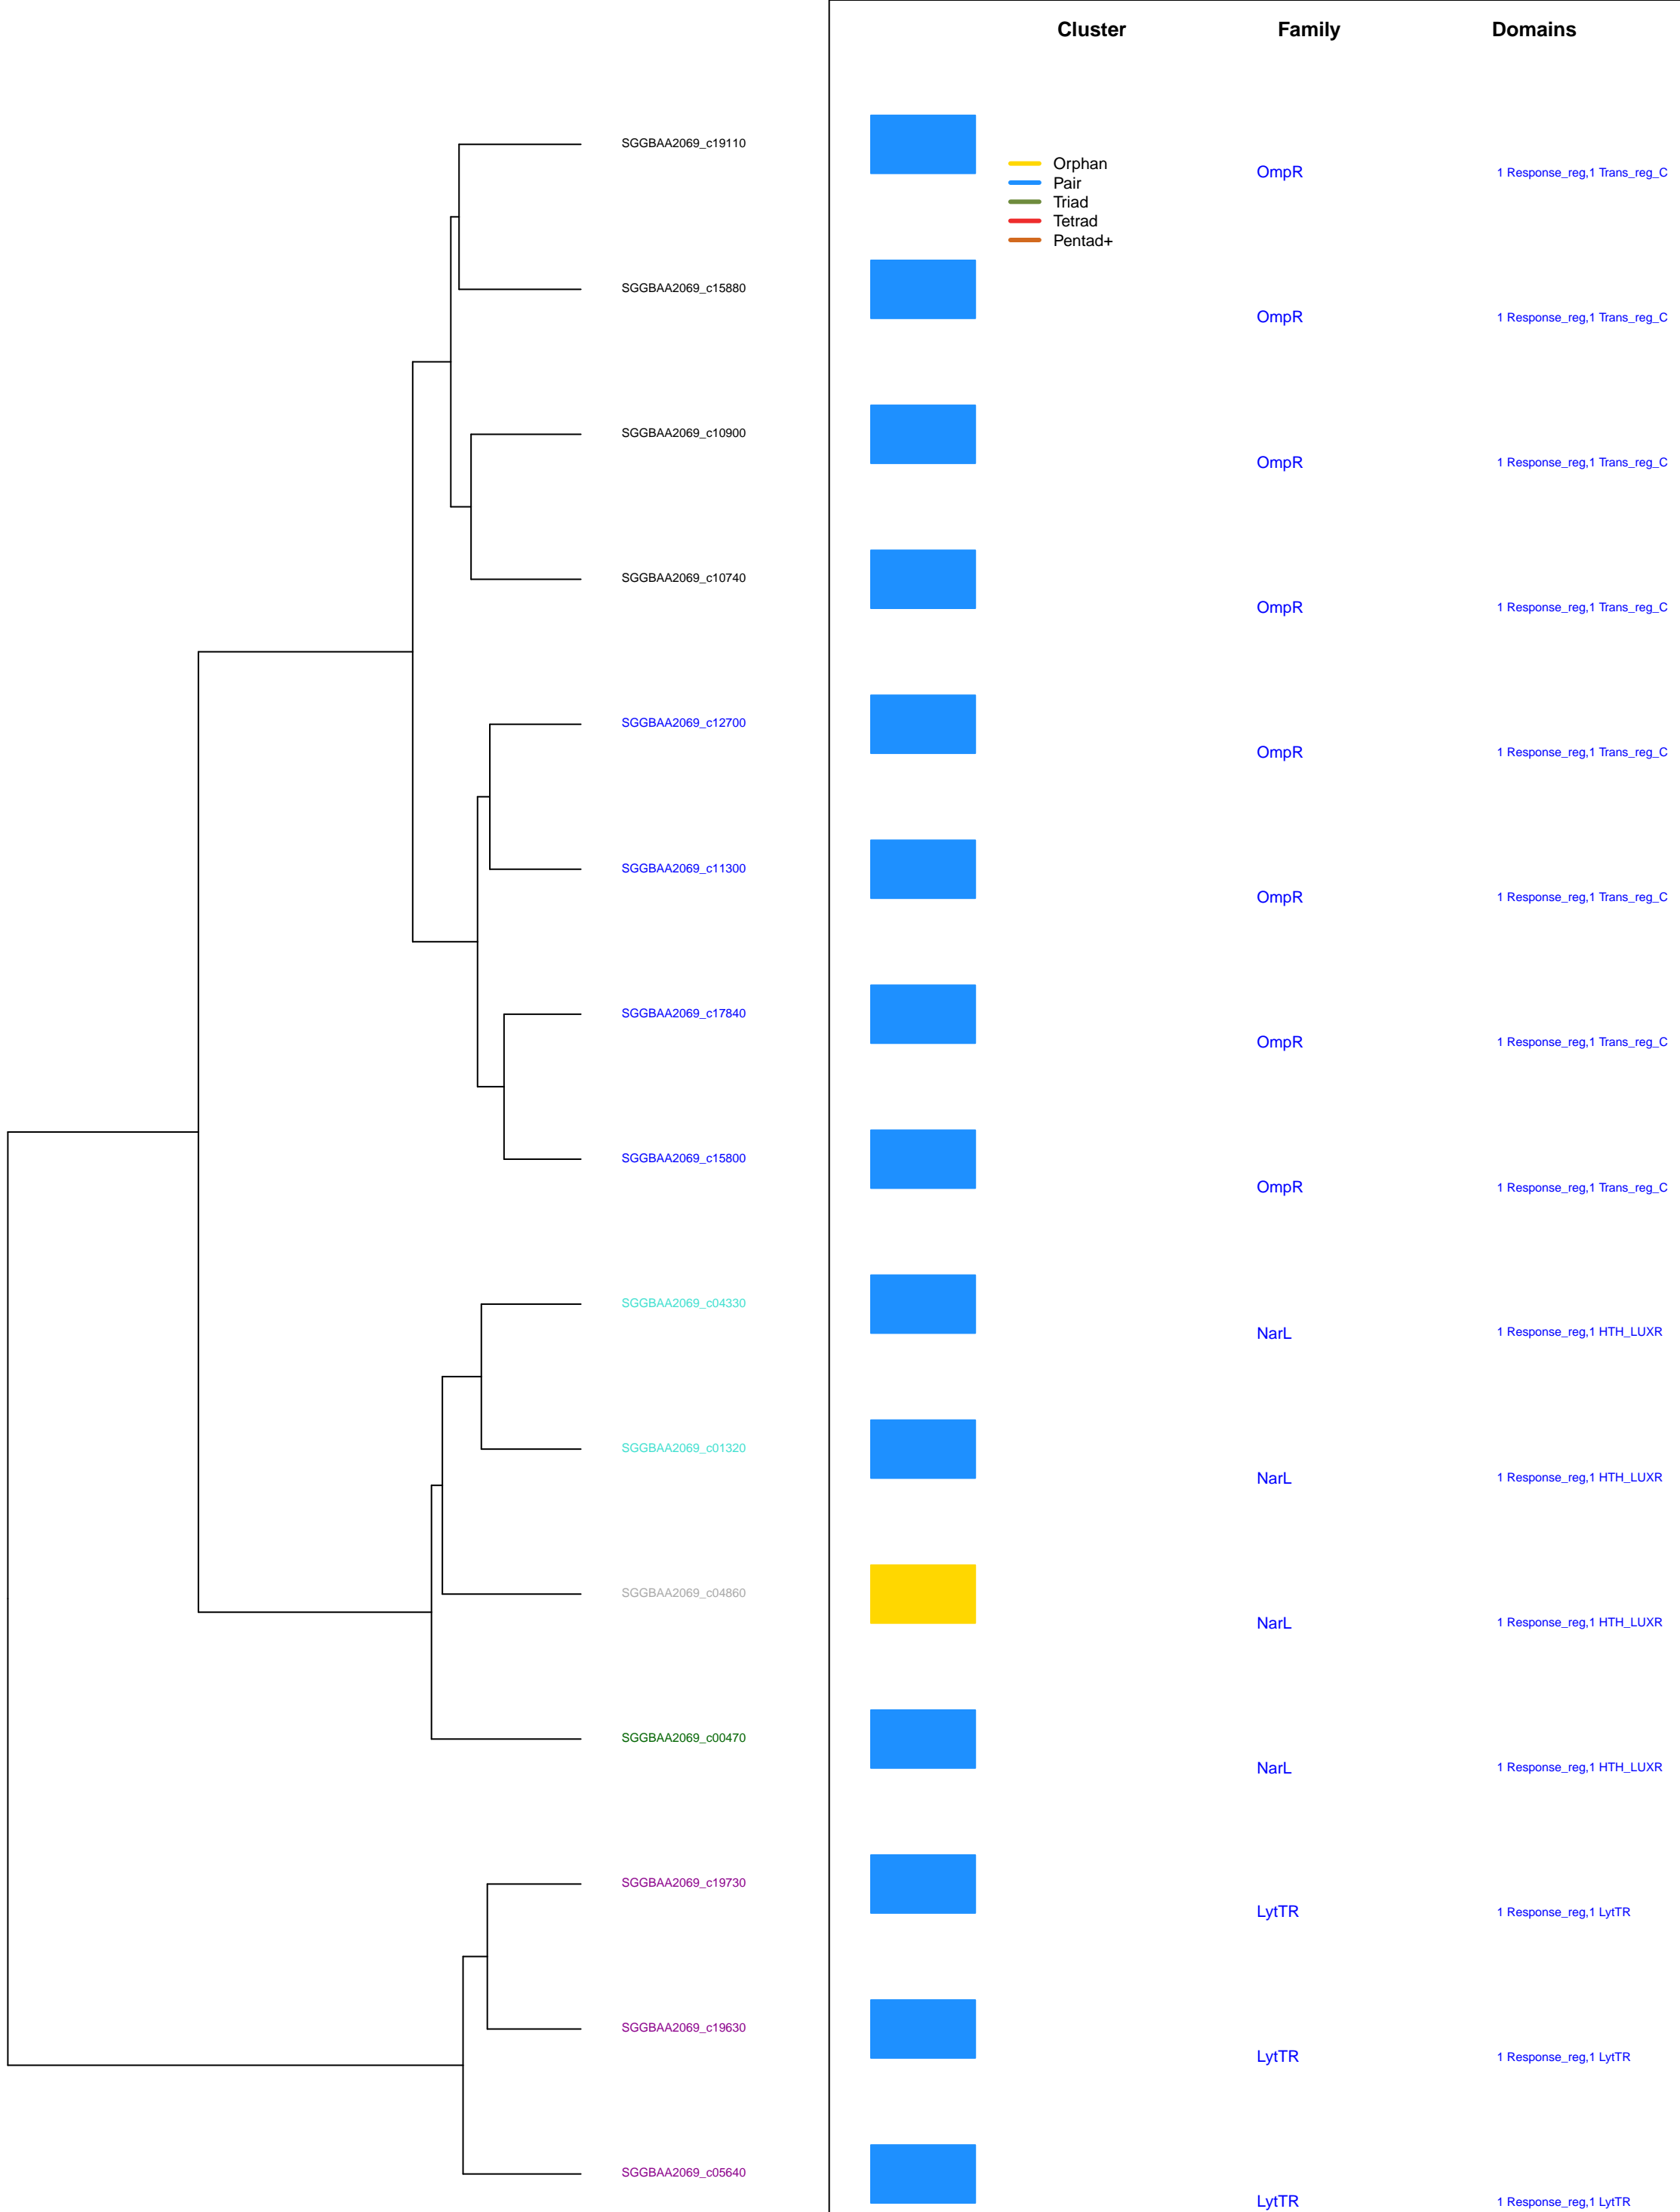 Cluster Family Domains
SGGBAA2069_c19110
Orphan
OmpR 1 Response_reg,1 Trans_reg_C
Pair
Triad
Tetrad
Pentad+
SGGBAA2069_c15880
OmpR 1 Response_reg,1 Trans_reg_C
SGGBAA2069_c10900
OmpR 1 Response_reg,1 Trans_reg_C
SGGBAA2069_c10740
OmpR 1 Response_reg,1 Trans_reg_C
SGGBAA2069_c12700
OmpR 1 Response_reg,1 Trans_reg_C
SGGBAA2069_c11300
OmpR 1 Response_reg,1 Trans_reg_C
SGGBAA2069_c17840
OmpR 1 Response_reg,1 Trans_reg_C
SGGBAA2069_c15800
OmpR 1 Response_reg,1 Trans_reg_C
SGGBAA2069_c04330
NarL 1 Response_reg,1 HTH_LUXR
SGGBAA2069_c01320
NarL 1 Response_reg,1 HTH_LUXR
SGGBAA2069_c04860
NarL 1 Response_reg,1 HTH_LUXR
SGGBAA2069_c00470
NarL 1 Response_reg,1 HTH_LUXR
SGGBAA2069_c19730
LytTR 1 Response_reg,1 LytTR
SGGBAA2069_c19630
LytTR 1 Response_reg,1 LytTR
SGGBAA2069_c05640
LytTR 1 Response_reg,1 LytTR